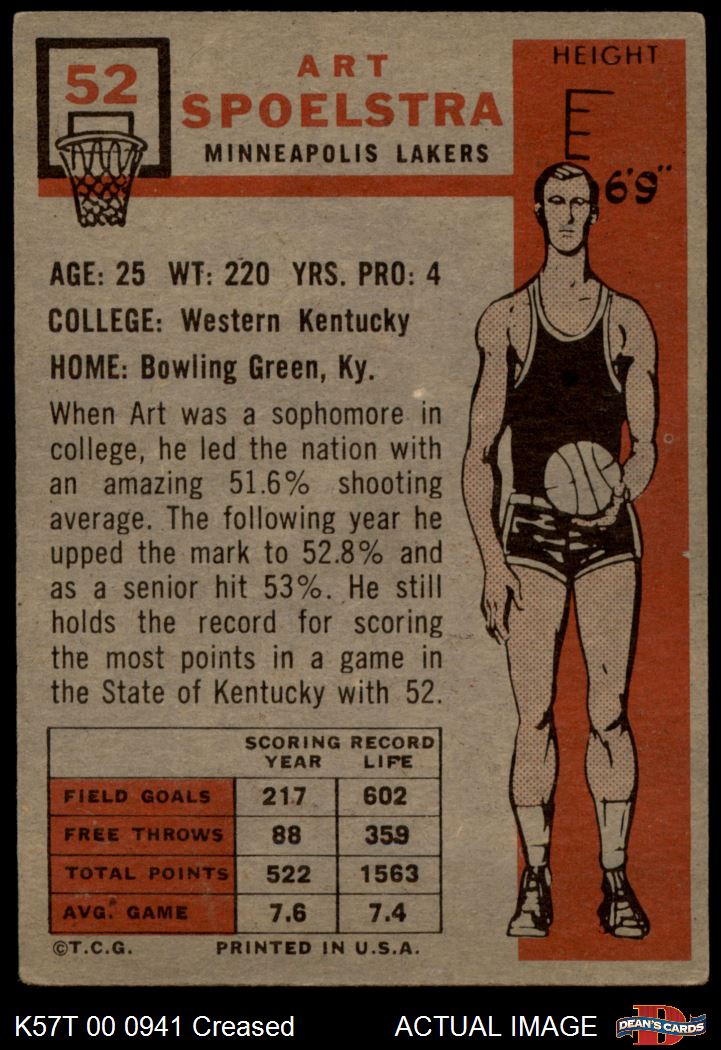 52
ART
SPOELSTRA
MINNEAPOLIS LAKERS
HEIGHT
6'9"
AGE: 25 WT: 220 YRS. PRO: 4
COLLEGE: Western Kentucky
HOME: Bowling Green, Ky.
When Art was a sophomore in
college, he led the nation with
an amazing 51.6% shooting
average. The following year he
upped the mark to 52.8% and
as a senior hit 53%. He still
holds the record for scoring
the most points in a game in
the State of Kentucky with 52.
SCORING RECORD
YEAR LIFE
FIELD GOALS 217 602
FREE THROWS 88 359
TOTAL POINTS 522 1563
AVG. GAME 7.6 7.4
©T.C.G. PRINTED IN U.S.A.
K57T 00 0941 Creased ACTUAL IMAGE
D
DEAN'S CARDS